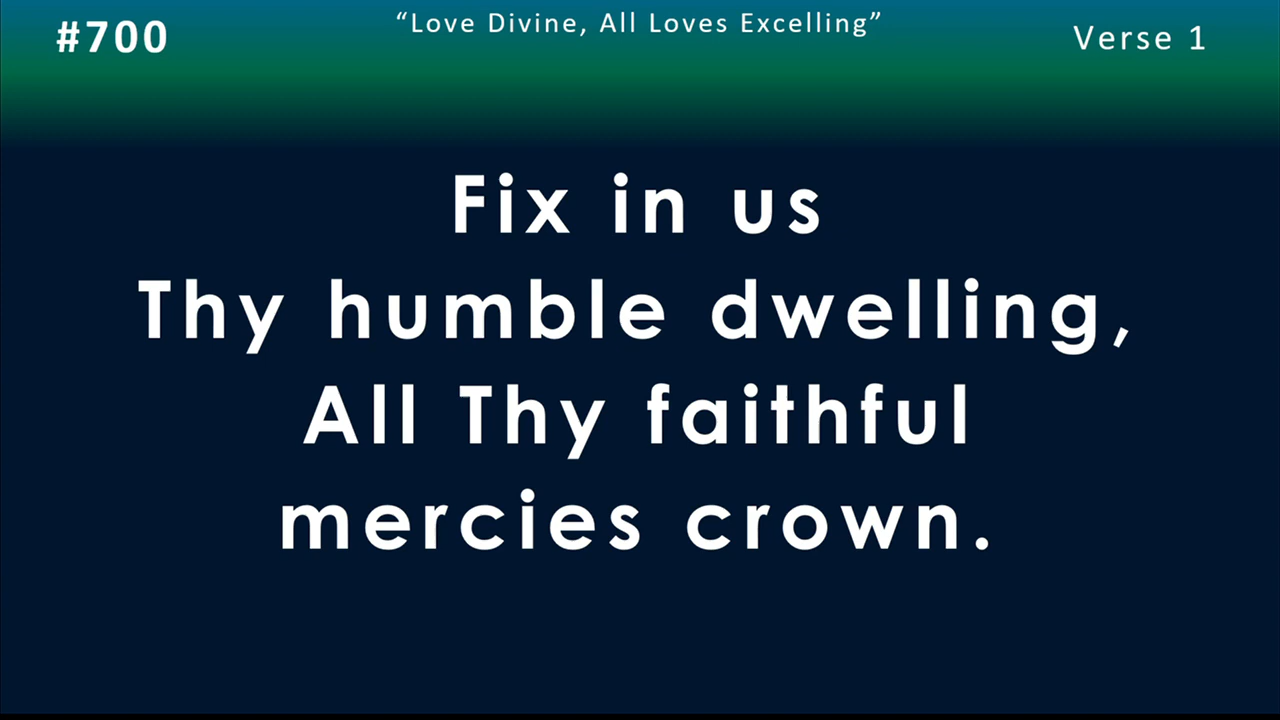 #700
“Love Divine, All Loves Excelling”
Verse 1
Fix in us
Thy humble dwelling,
All Thy faithful
mercies crown.